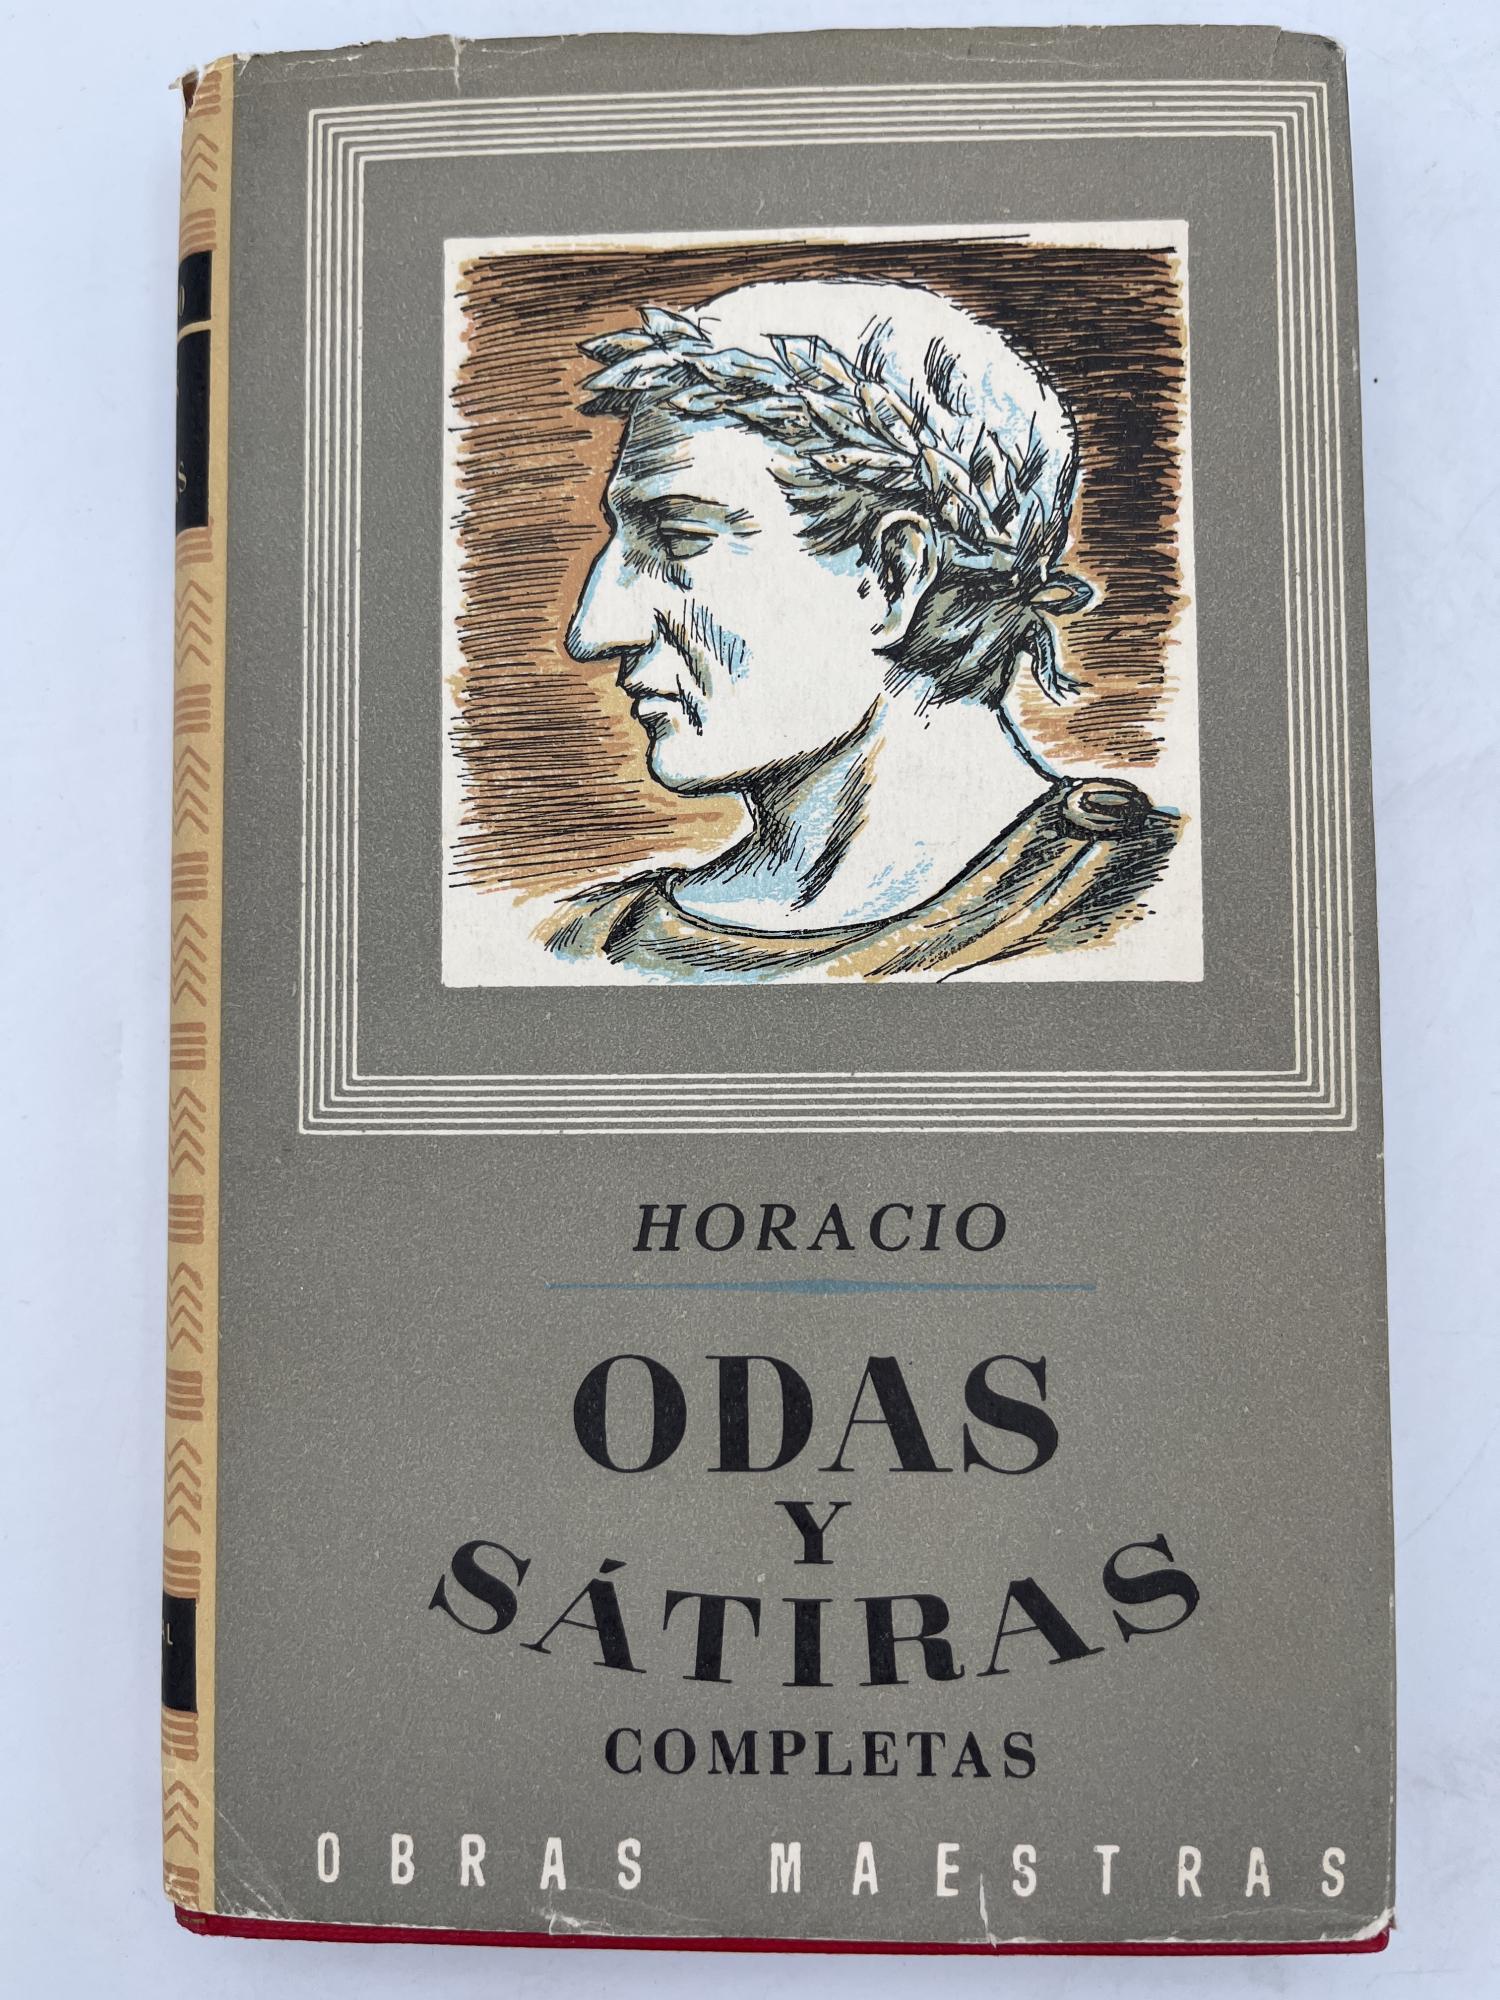 HORACIO
ODAS
Y
SÁTIRAS
COMPLETAS
OBRAS MAESTRAS